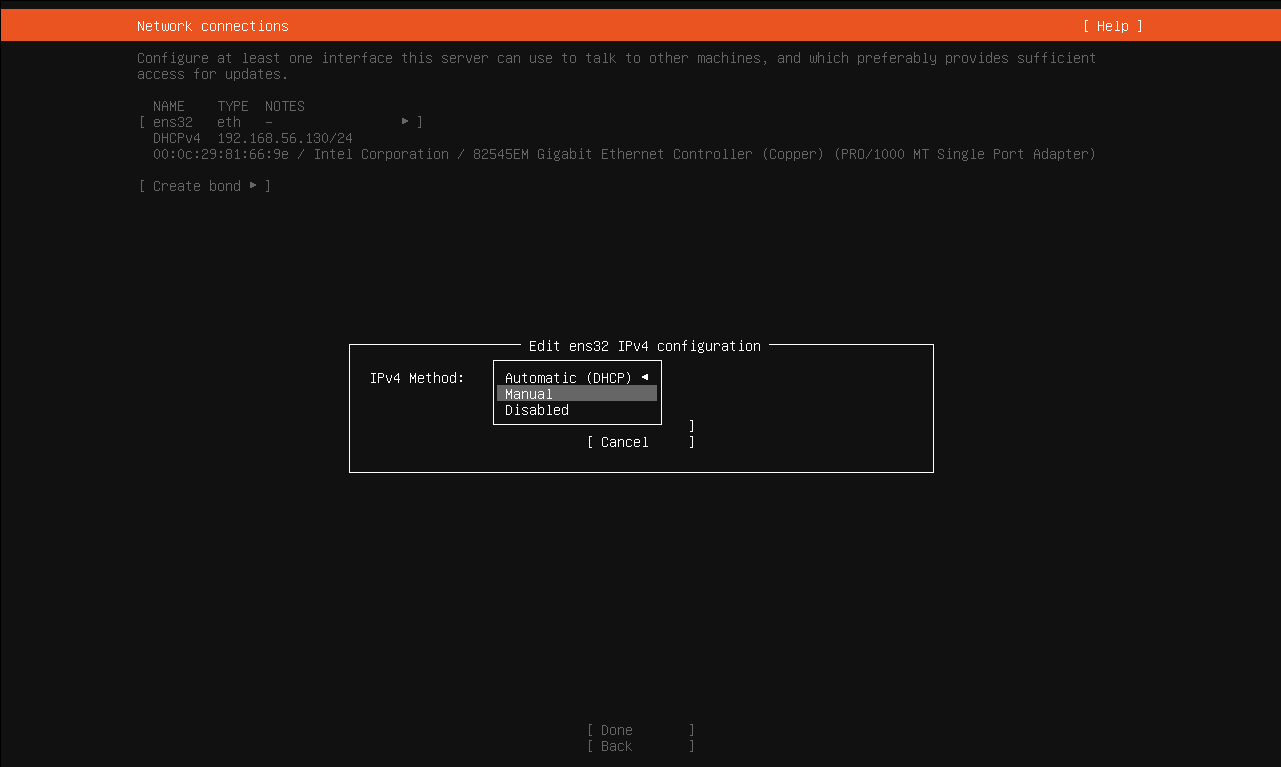 Network connections [ Help ]
Configure at least one interface this server can use to talk to other machines, and which preferably provides sufficient
access for updates.
NAME TYPE NOTES
[ ens32 eth – ▸ ]
DHCPv4 192.168.56.130/24
00:0c:29:81:66:9e / Intel Corporation / 82545EM Gigabit Ethernet Controller (Copper) (PRO/1000 MT Single Port Adapter)
[ Create bond ▸ ]
Edit ens32 IPv4 configuration
IPv4 Method: Automatic (DHCP) ◂
Manual
Disabled
]
[ Cancel ]
[ Done ]
[ Back ]